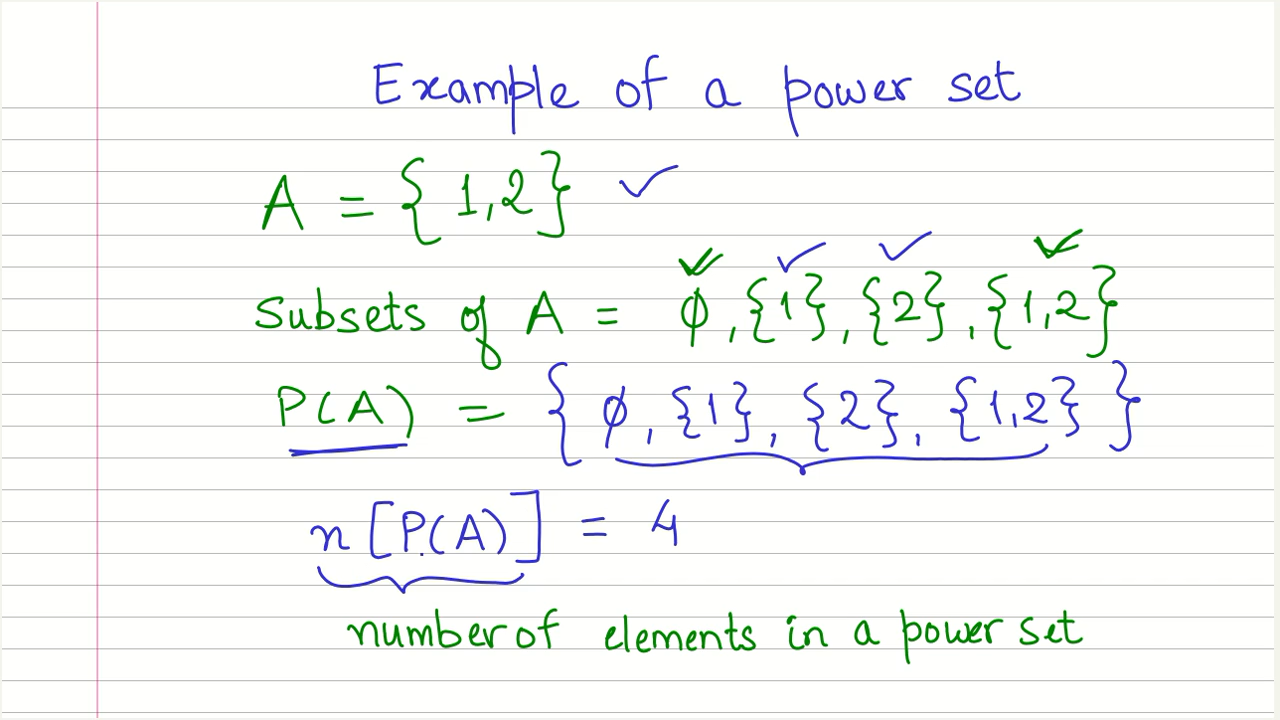 Example of a power set
A = { 1,2} ✓
Subsets of A = ϕ, {1}, {2}, {1,2}
P(A) = { ϕ, {1}, {2}, {1,2} }
n [P(A)] = 4
number of elements in a power set